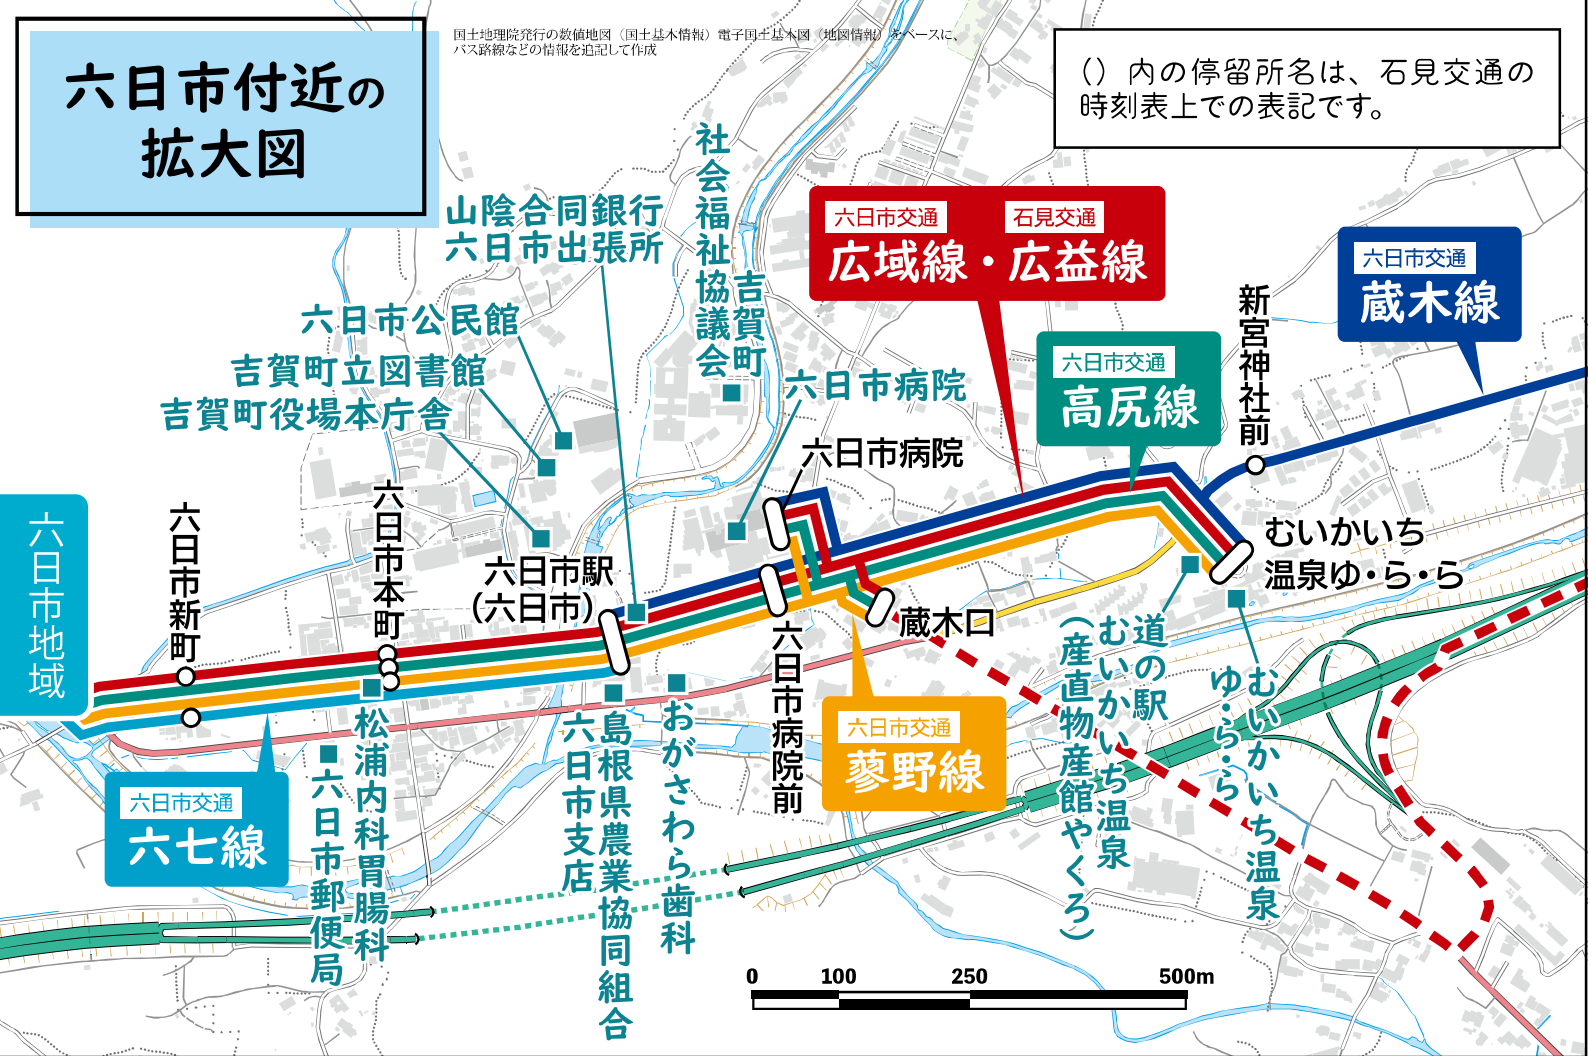 六日市付近の
拡大図
国土地理院発行の数値地図（国土基本情報）電子国土基本図（地図情報）をベースに、
バス路線などの情報を追記して作成
（）内の停留所名は、石見交通の
時刻表上での表記です。
社会福祉協議会
吉賀町
山陰合同銀行
六日市出張所
六日市公民館
吉賀町立図書館
吉賀町役場本庁舎
六日市病院
六日市交通
石見交通
広域線・広益線
六日市交通
蔵木線
六日市交通
高尻線
新宮神社前
六日市病院
六日市地域
六日市新町
六日市本町
六日市駅
（六日市）
むいかいち
温泉ゆ・ら・ら
蔵木口
六日市病院前
道の駅
むいかいち温泉
（産直物産館やくろ）
むいかいち温泉
ゆ・ら・ら
六日市交通
蓼野線
六日市交通
六七線
松浦内科胃腸科
六日市郵便局
島根県農業協同組合
六日市支店
おがさわら歯科
0 100 250 500m